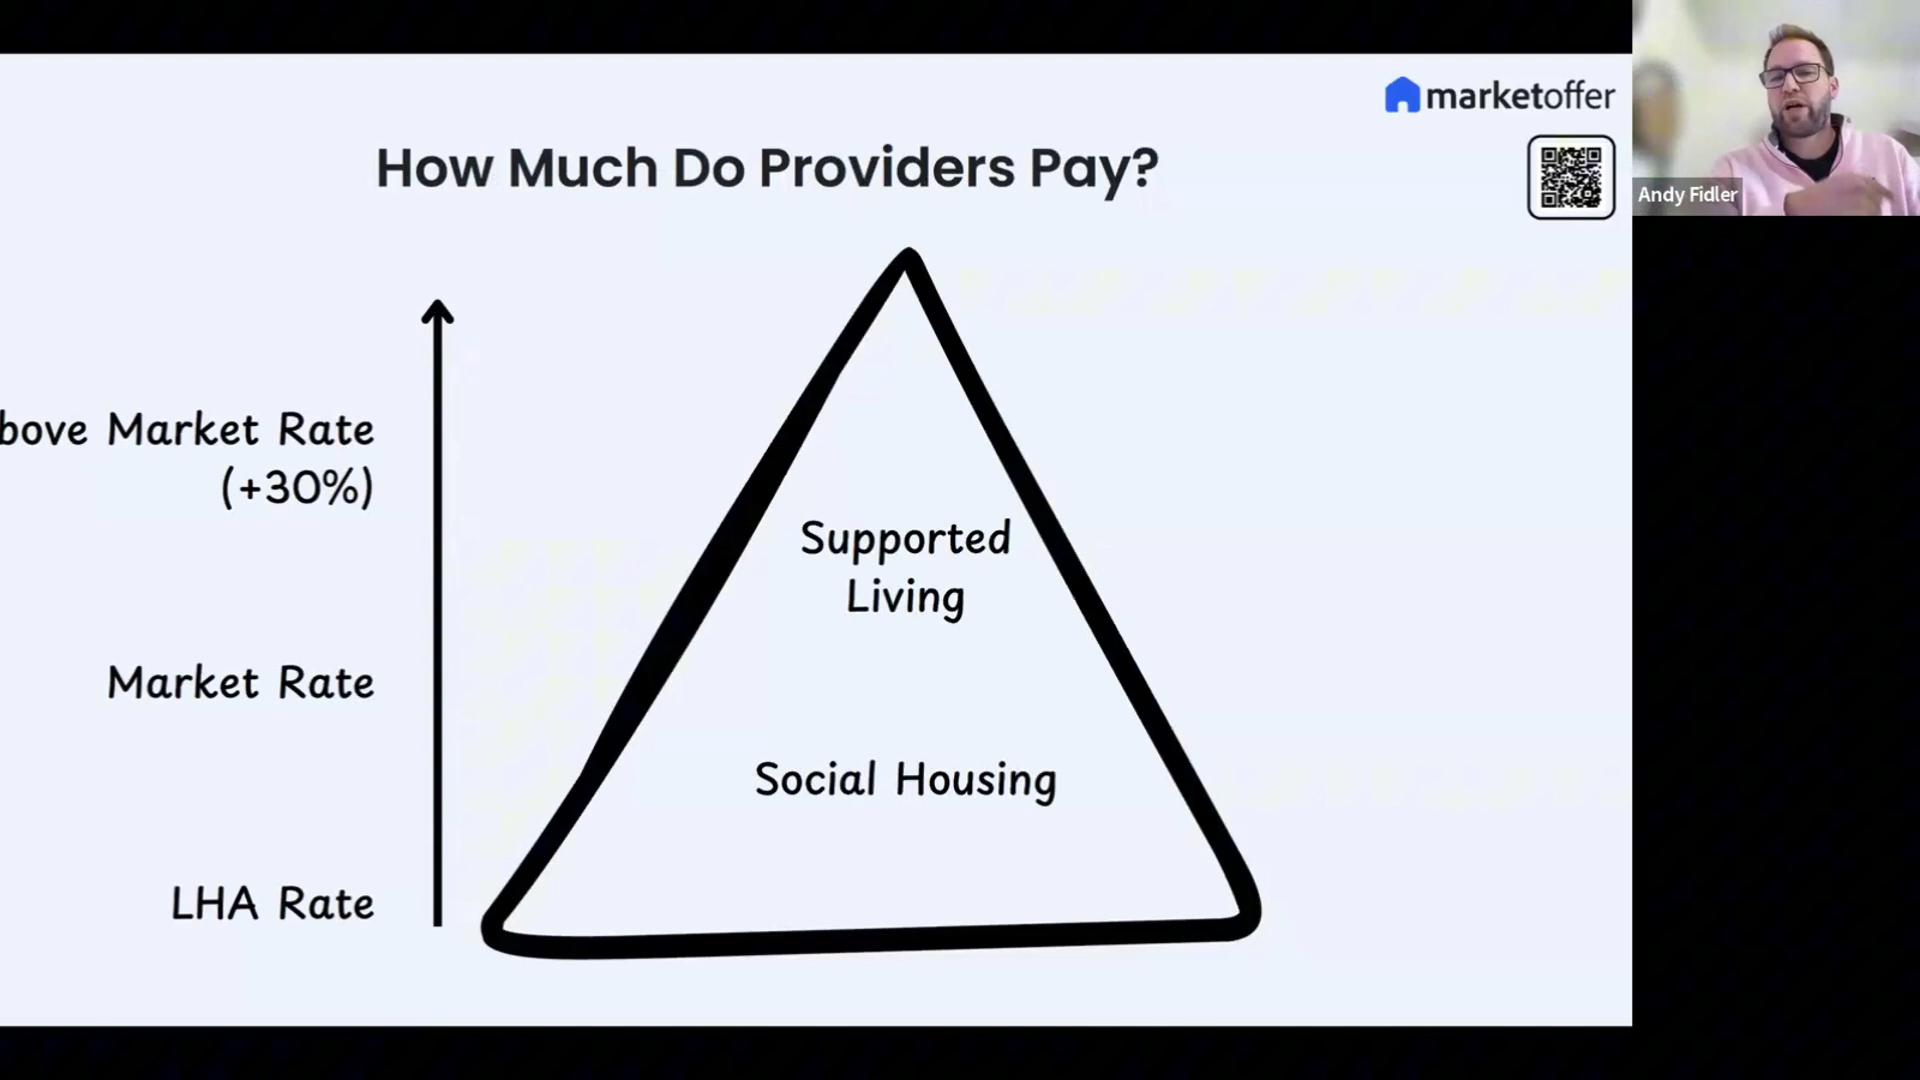 marketoffer
How Much Do Providers Pay?
Andy Fidler
bove Market Rate
(+30%)
Supported
Living
Market Rate
Social Housing
LHA Rate